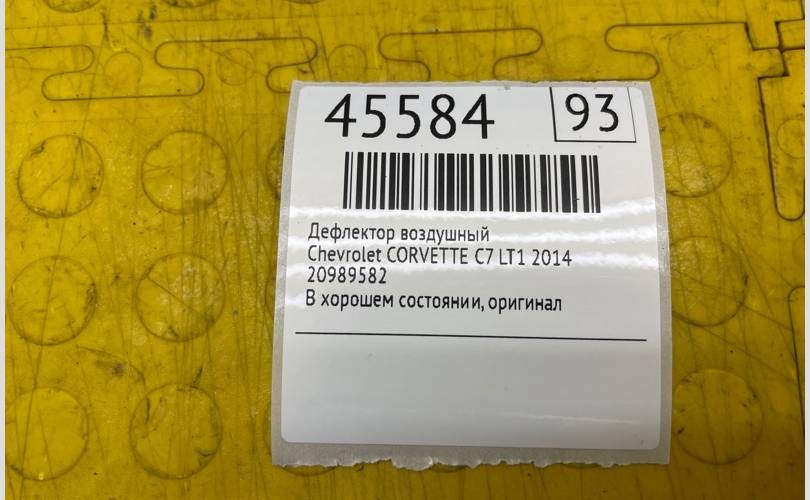 45584 93
Дефлектор воздушный
Chevrolet CORVETTE C7 LT1 2014
20989582
В хорошем состоянии, оригинал